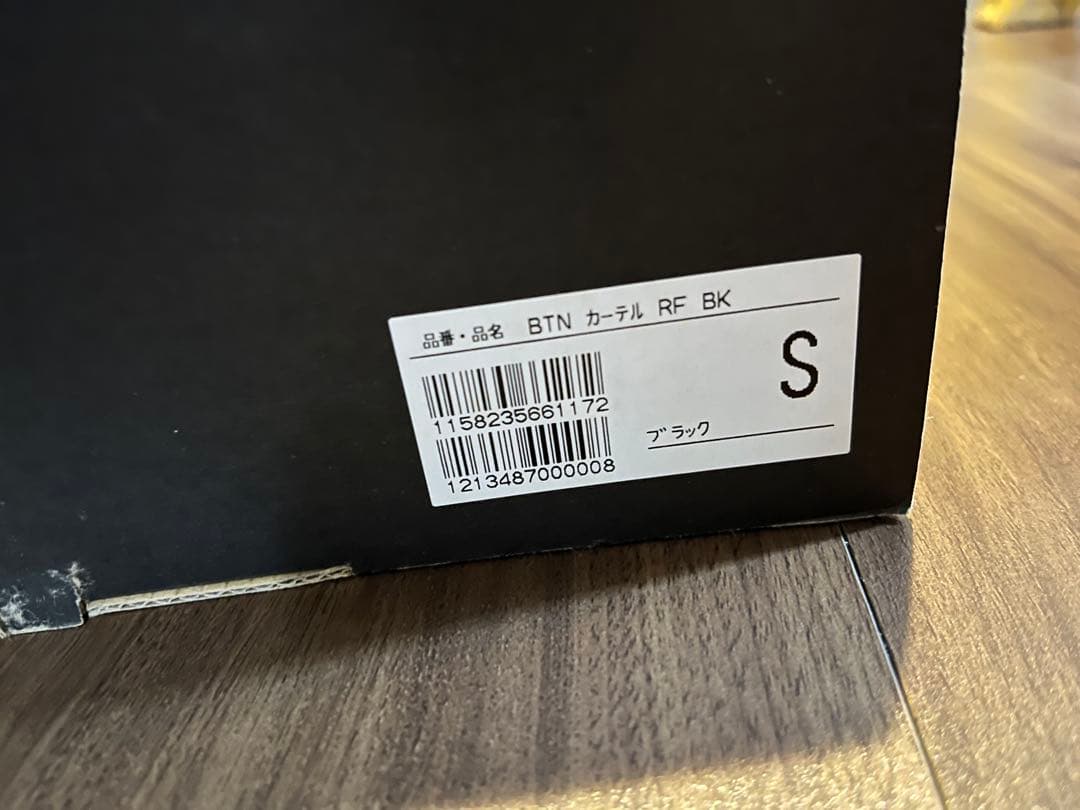 品番・品名 BTN カーテル RF BK
S
1158235661172
ブラック
1213487000008